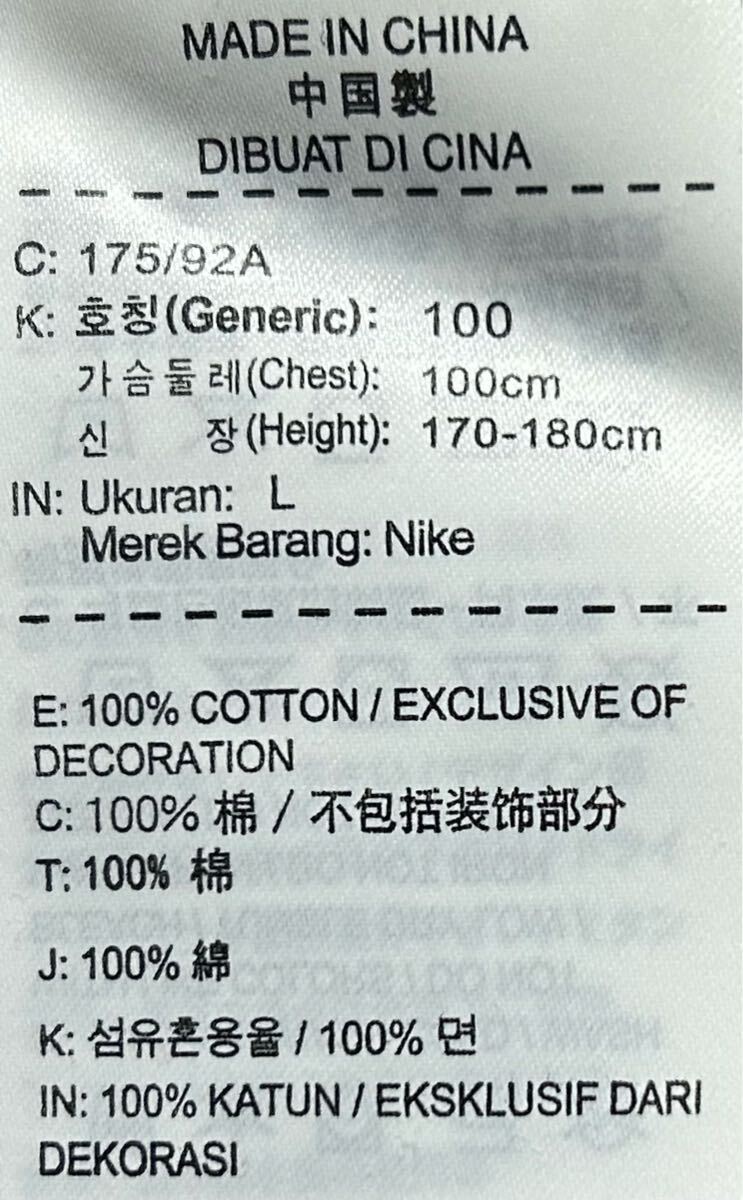 MADE IN CHINA
中国製
DIBUAT DI CINA
C: 175/92A
K: 호칭(Generic): 100
가슴둘레(Chest): 100cm
신 장(Height): 170-180cm
IN: Ukuran: L
Merek Barang: Nike
E: 100% COTTON / EXCLUSIVE OF
DECORATION
C: 100% 棉 / 不包括装饰部分
T: 100% 棉
J: 100% 綿
K: 섬유혼용율 / 100% 면
IN: 100% KATUN / EKSKLUSIF DARI
DEKORASI